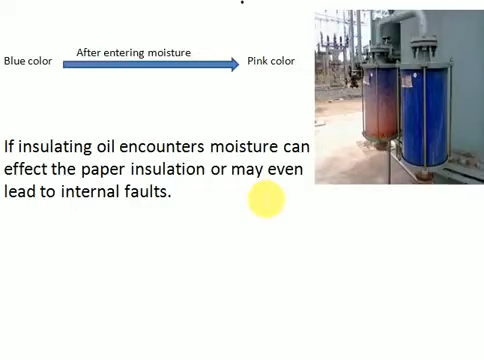 After entering moisture
Blue color
Pink color
If insulating oil encounters moisture can
effect the paper insulation or may even
lead to internal faults.